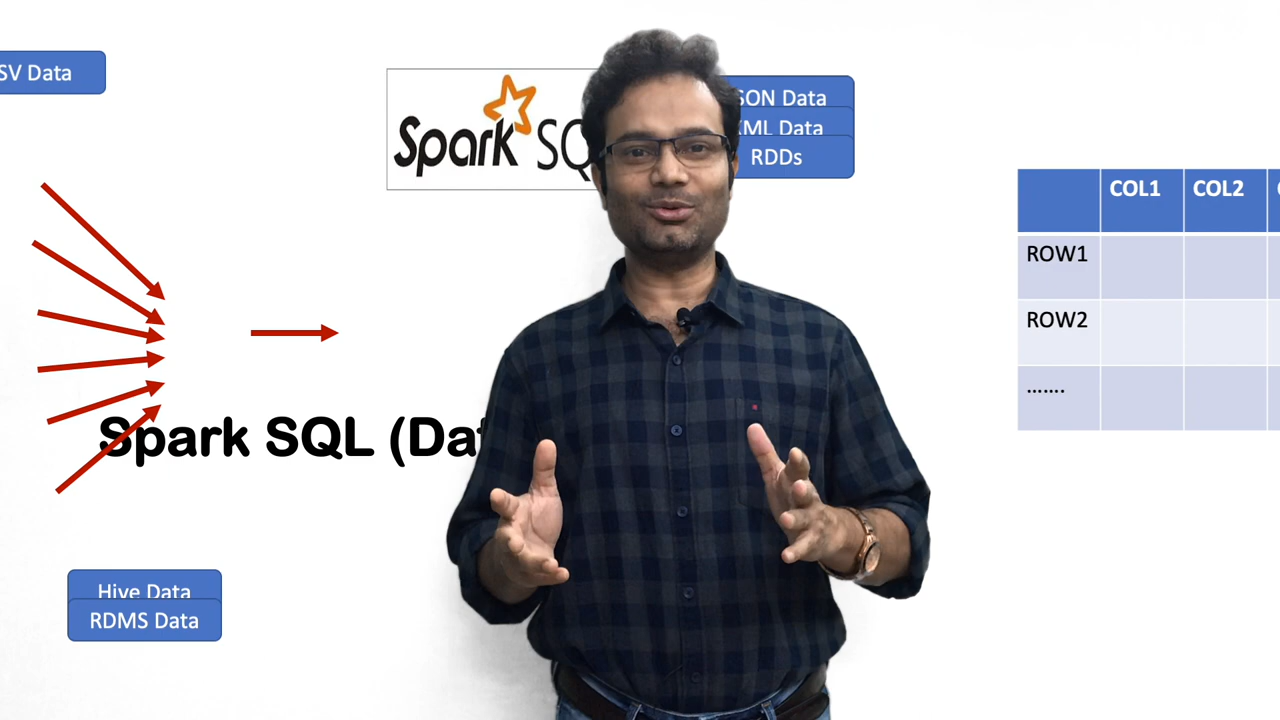 SV Data
Spark SQ
SON Data
ML Data
RDDs
COL1 COL2
ROW1
ROW2
.......
Spark SQL (Dat
Hive Data
RDMS Data